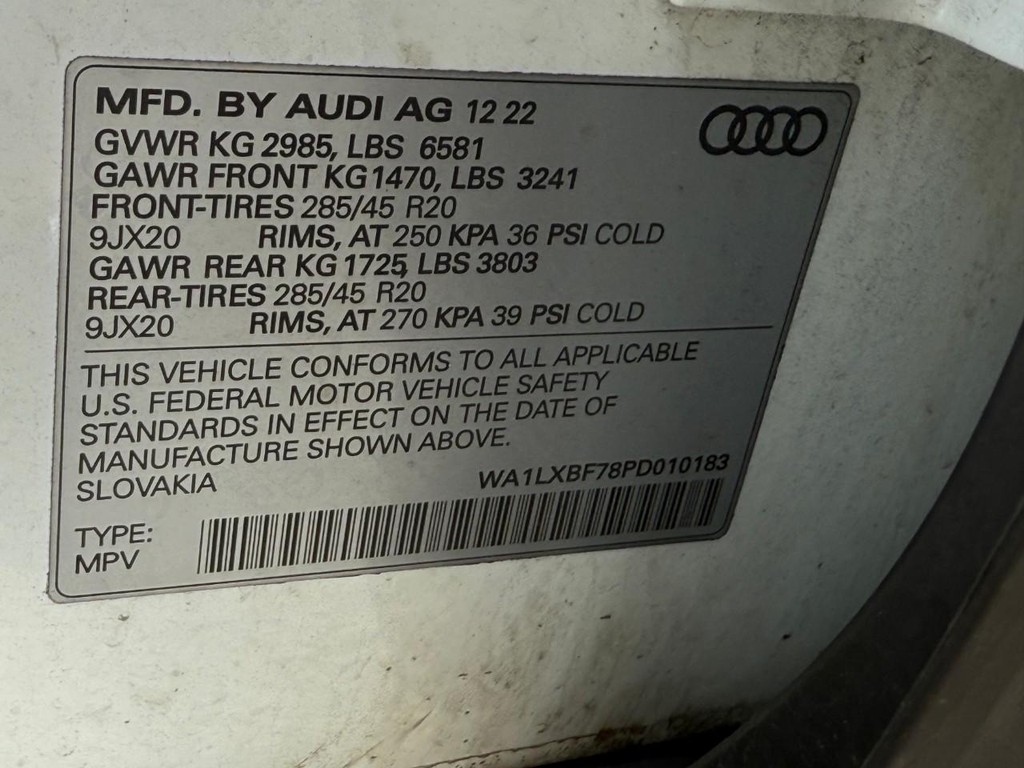 MFD. BY AUDI AG 12 22
GVWR KG 2985, LBS 6581
GAWR FRONT KG 1470, LBS 3241
FRONT-TIRES 285/45 R20
9JX20 RIMS, AT 250 KPA 36 PSI COLD
GAWR REAR KG 1725, LBS 3803
REAR-TIRES 285/45 R20
9JX20 RIMS, AT 270 KPA 39 PSI COLD
THIS VEHICLE CONFORMS TO ALL APPLICABLE
U.S. FEDERAL MOTOR VEHICLE SAFETY
STANDARDS IN EFFECT ON THE DATE OF
MANUFACTURE SHOWN ABOVE.
SLOVAKIA WA1LXBF78PD010183
TYPE:
MPV